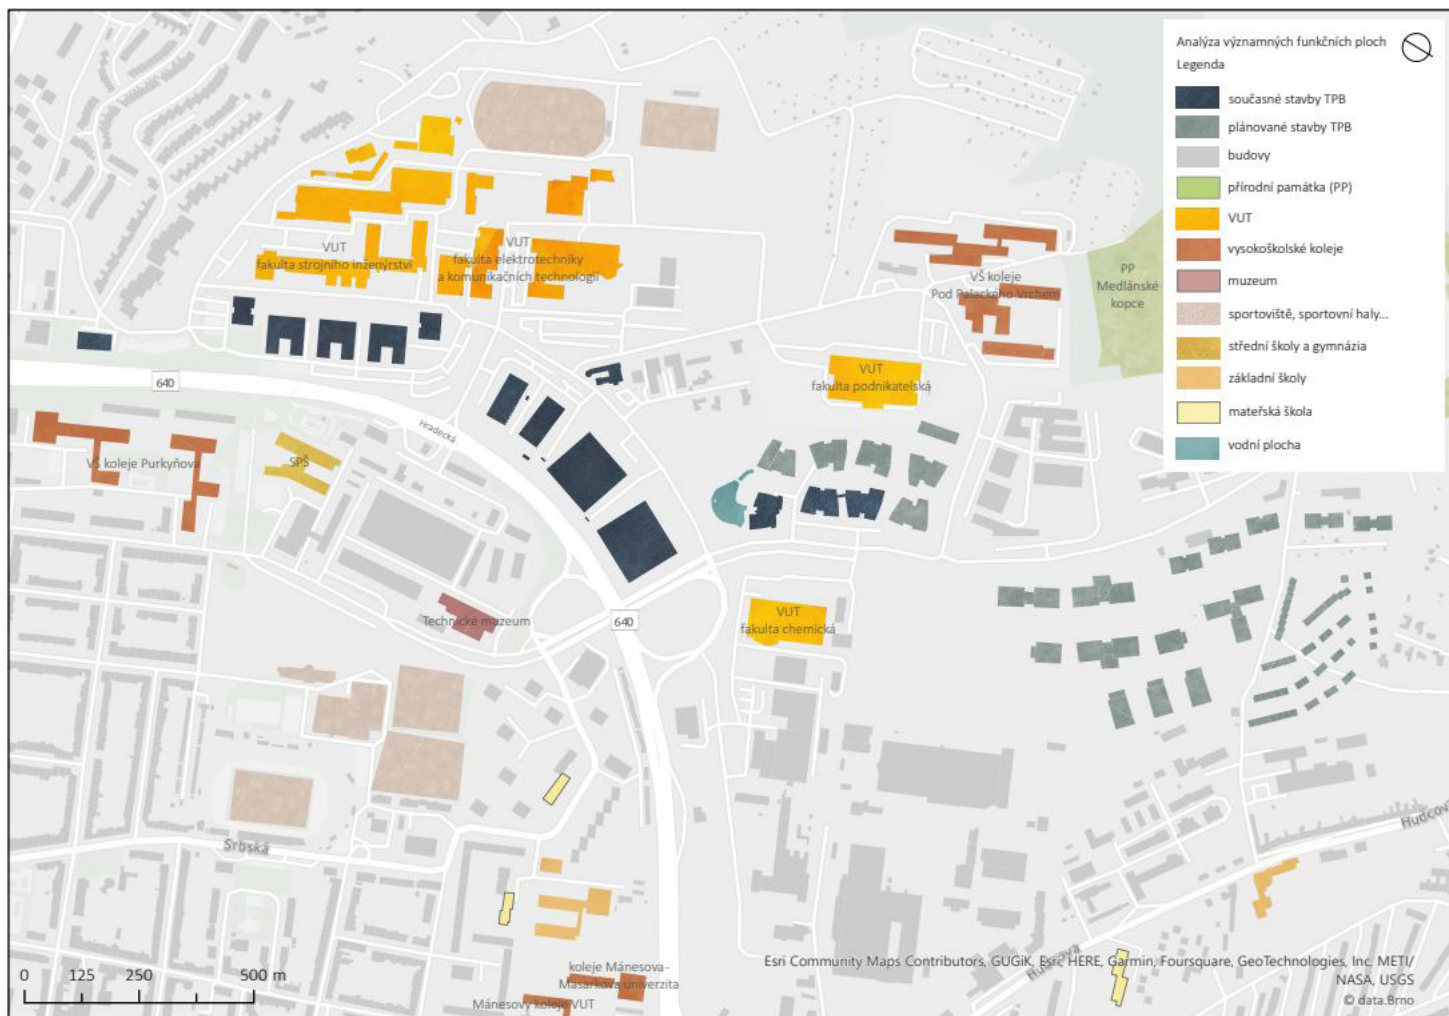 Analýza významných funkčních ploch
Legenda
současné stavby TPB
plánované stavby TPB
budovy
přírodní památka (PP)
VUT
vysokoškolské koleje
muzeum
sportoviště, sportovní haly...
střední školy a gymnázia
základní školy
mateřská škola
vodní plocha
VUT
fakulta strojního inženýrství
VUT
fakulta elektrotechniky
a komunikačních technologií
VŠ koleje
Pod Palackého Vrchem
PP
Medlánské
kopce
640
VUT
fakulta podnikatelská
Hradecká
VŠ koleje Purkyňova
SPŠ
Technické muzeum
640
VUT
fakulta chemická
Srbská
Hudcova
Hudcova
koleje Mánesova-
Masarkova univerzita
Mánesovy koleje VUT
0 125 250 500 m
Esri Community Maps Contributors, GUGiK, Esri, HERE, Garmin, Foursquare, GeoTechnologies, Inc, METI/
NASA, USGS
© data.Brno